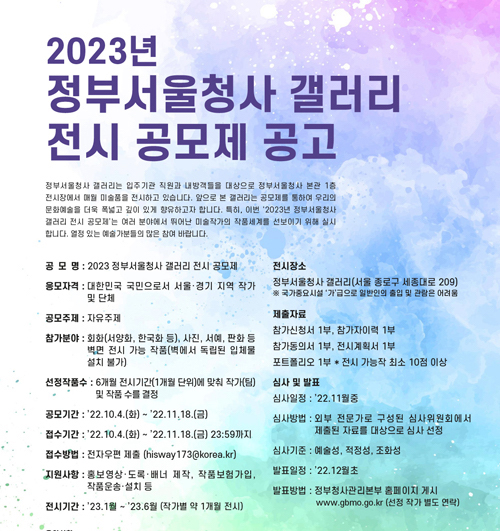 2023년
정부서울청사 갤러리
전시 공모제 공고
정부서울청사 갤러리는 입주기관 직원과 내방객들을 대상으로 정부서울청사 본관 1층
전시장에서 매월 미술품을 전시하고 있습니다. 앞으로 본 갤러리는 공모제를 통하여 우리의
문화예술을 더욱 폭넓고 깊이 있게 향유하고자 합니다. 특히, 이번 '2023년 정부서울청사
갤러리 전시 공모제'는 여러 분야에서 뛰어난 미술작가의 작품세계를 선보이기 위해 실시
합니다. 열정 있는 예술가분들의 많은 참여 바랍니다.
공 모 명 : 2023 정부서울청사 갤러리 전시 공모제
응모자격 : 대한민국 국민으로서 서울·경기 지역 작가
및 단체
공모주제 : 자유주제
참가분야 : 회화(서양화, 한국화 등), 사진, 서예, 판화 등
벽면 전시 가능 작품(벽에서 독립된 입체물
설치 불가)
선정작품수 : 6개월 전시기간(1개월 단위)에 맞춰 작가(팀)
및 작품 수를 결정
공모기간 : '22.10.4.(화) ~ '22.11.18.(금)
접수기간 : '22.10.4.(화) ~ '22.11.18.(금) 23:59까지
접수방법 : 전자우편 제출 (hisway173@korea.kr)
지원사항 : 홍보영상·도록·배너 제작, 작품보험가입,
작품운송·설치 등
전시기간 : '23.1월 ~ '23.6월 (작가별 약 1개월 전시)
전시장소
정부서울청사 갤러리(서울 종로구 세종대로 209)
※ 국가중요시설 '가'급으로 일반인의 출입 및 관람은 어려움
제출자료
참가신청서 1부, 참가자이력 1부
참가동의서 1부, 전시계획서 1부
포트폴리오 1부 * 전시 가능작 최소 10점 이상
심사 및 발표
심사일정 : '22.11월중
심사방법 : 외부 전문가로 구성된 심사위원회에서
제출된 자료를 대상으로 심사 선정
심사기준 : 예술성, 적정성, 조화성
발표일정 : '22.12월초
발표방법 : 정부청사관리본부 홈페이지 게시
www.gbmo.go.kr (선정 작가 별도 연락)